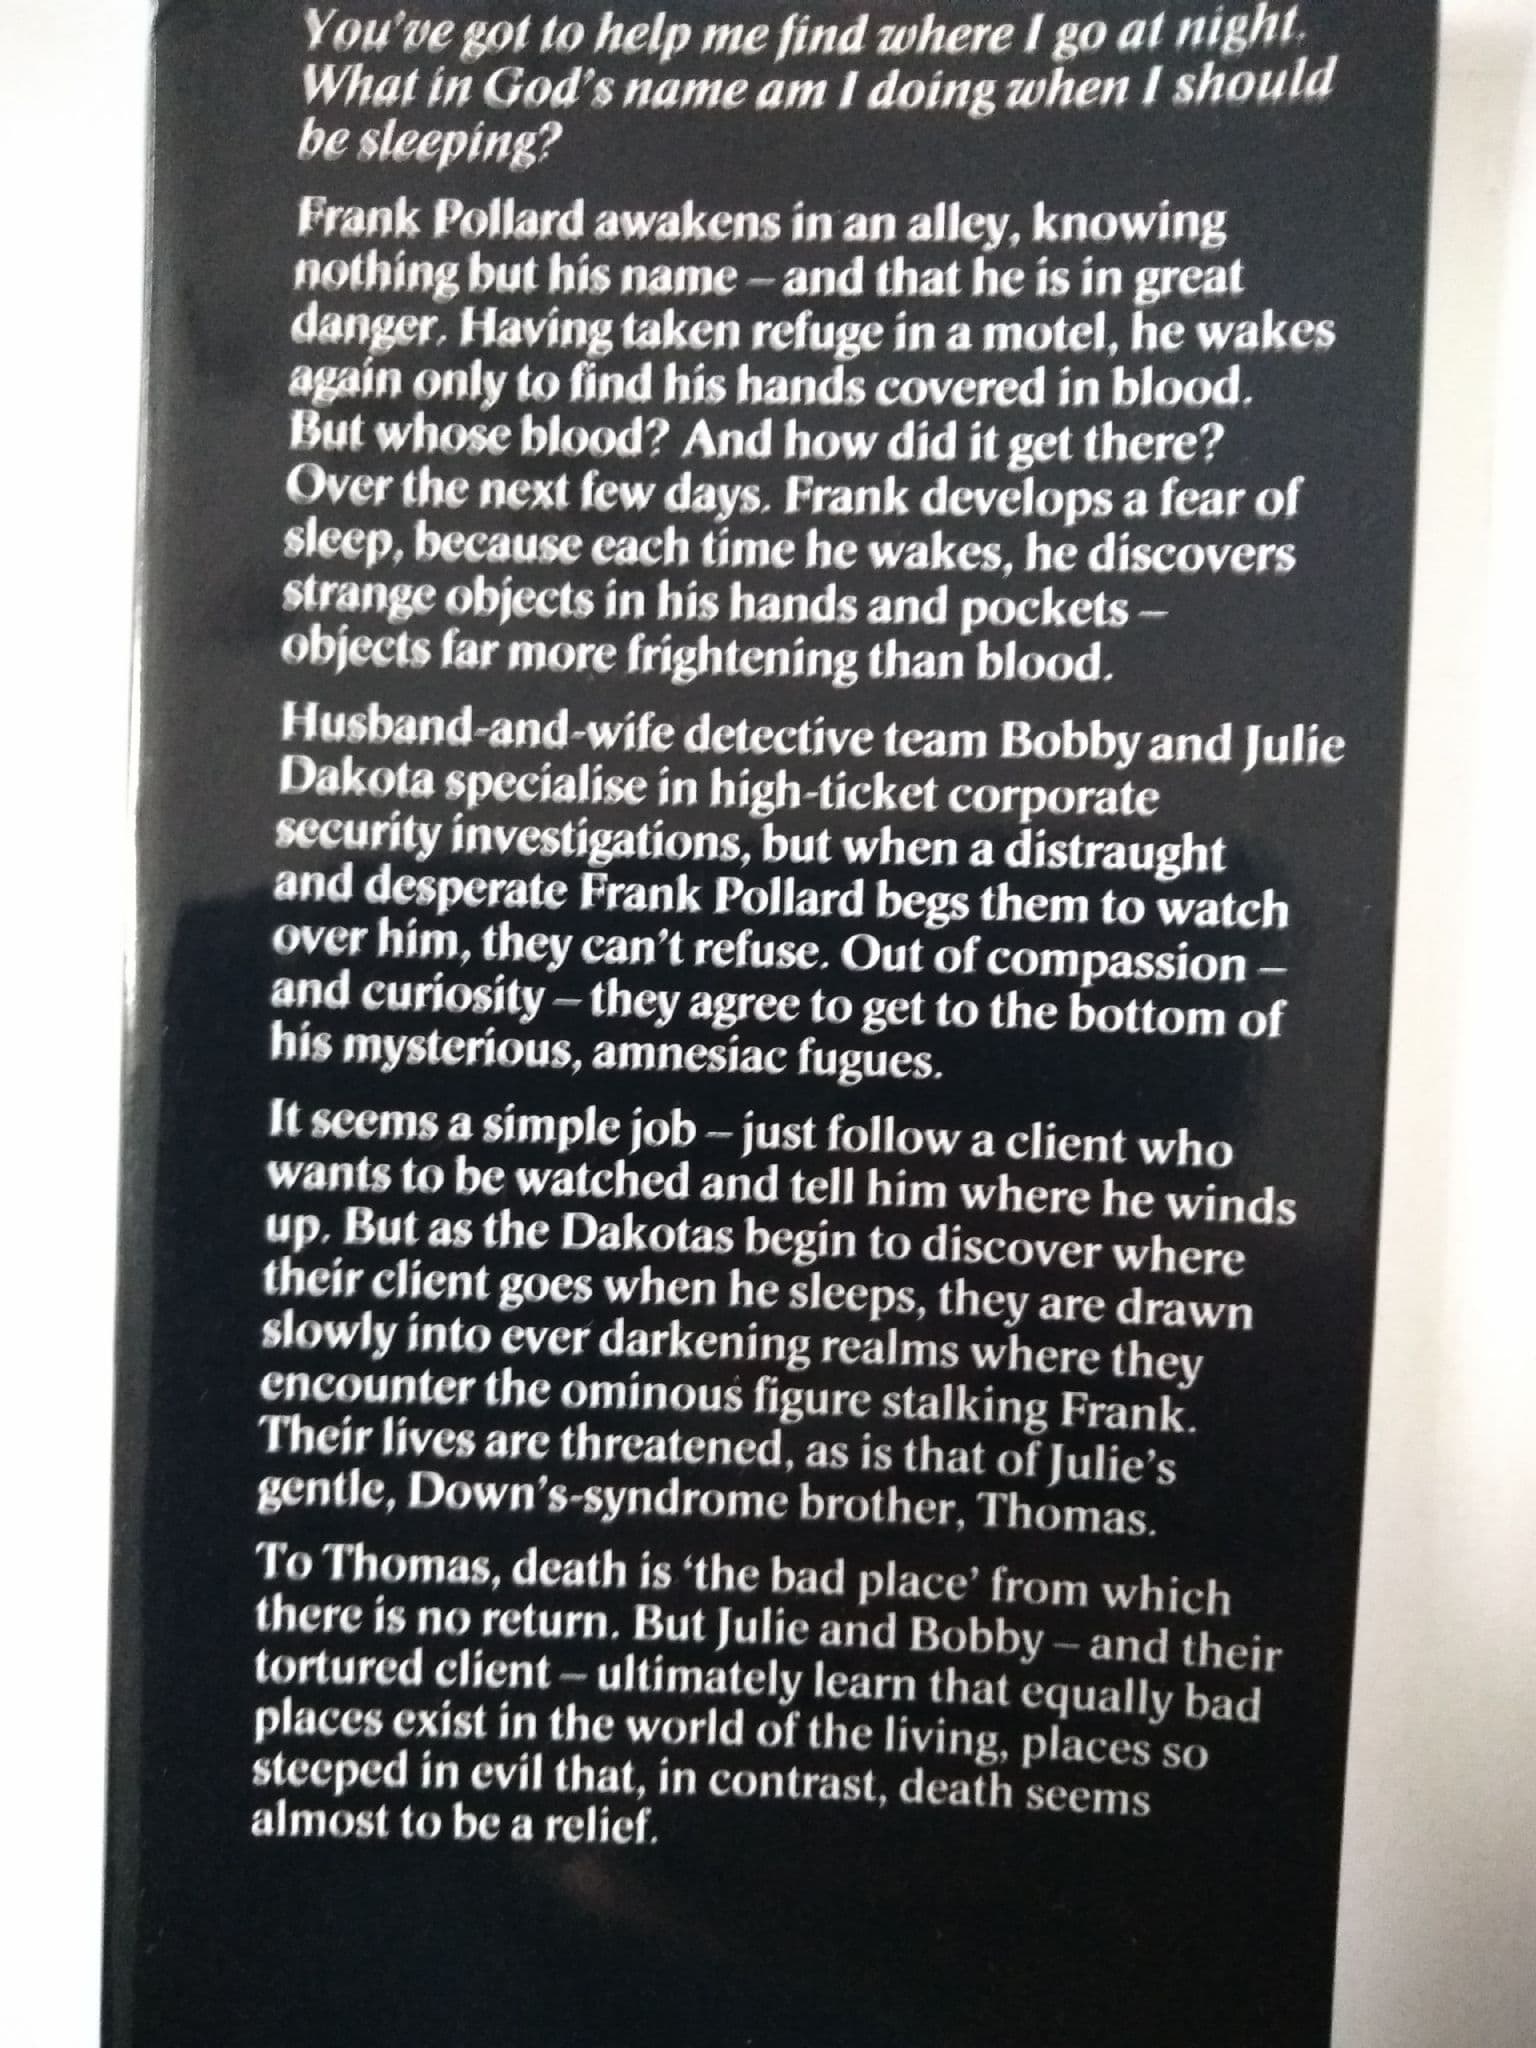 You've got to help me find where I go at night.
What in God's name am I doing when I should
be sleeping?
Frank Pollard awakens in an alley, knowing
nothing but his name – and that he is in great
danger. Having taken refuge in a motel, he wakes
again only to find his hands covered in blood.
But whose blood? And how did it get there?
Over the next few days. Frank develops a fear of
sleep, because each time he wakes, he discovers
strange objects in his hands and pockets –
objects far more frightening than blood.
Husband-and-wife detective team Bobby and Julie
Dakota specialise in high-ticket corporate
security investigations, but when a distraught
and desperate Frank Pollard begs them to watch
over him, they can't refuse. Out of compassion –
and curiosity – they agree to get to the bottom of
his mysterious, amnesiac fugues.
It seems a simple job – just follow a client who
wants to be watched and tell him where he winds
up. But as the Dakotas begin to discover where
their client goes when he sleeps, they are drawn
slowly into ever darkening realms where they
encounter the ominous figure stalking Frank.
Their lives are threatened, as is that of Julie's
gentle, Down's-syndrome brother, Thomas.
To Thomas, death is 'the bad place' from which
there is no return. But Julie and Bobby – and their
tortured client – ultimately learn that equally bad
places exist in the world of the living, places so
steeped in evil that, in contrast, death seems
almost to be a relief.